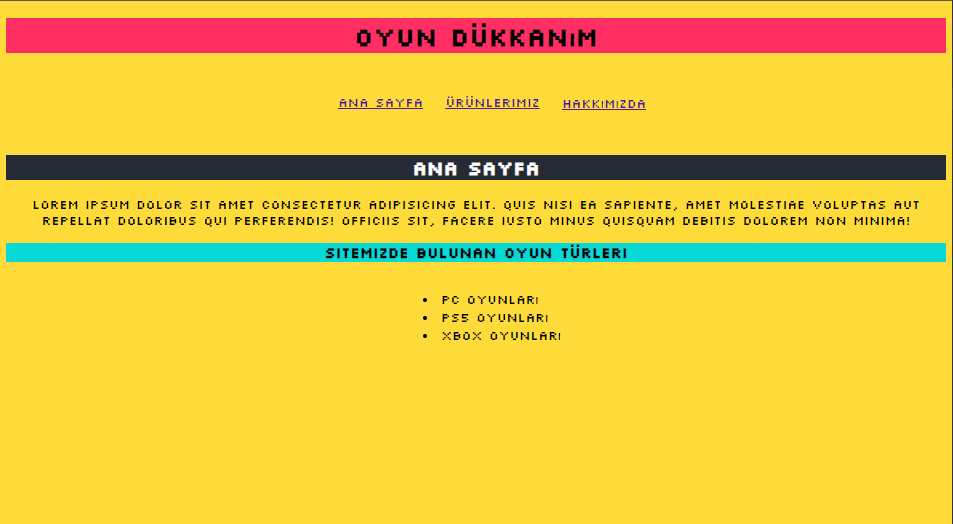 OYUN DÜKKANıM
ANA SAYFA ÜRÜNLERIMIZ HAKKıMıZDA
ANA SAYFA
LOREM IPSUM DOLOR SIT AMET CONSECTETUR ADIPISICING ELIT. QUIS NISI EA SAPIENTE, AMET MOLESTIAE VOLUPTAS AUT
REPELLAT DOLORIBUS QUI PERFERENDIS! OFFICIIS SIT, FACERE IUSTO MINUS QUISQUAM DEBITIS DOLOREM NON MINIMA!
SITEMIZDE BULUNAN OYUN TÜRLERI
• PC OYUNLARı
• PS5 OYUNLARı
• XBOX OYUNLARı